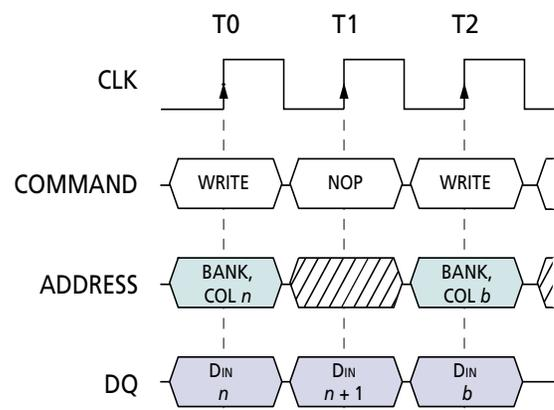 T0 T1 T2
CLK
COMMAND WRITE NOP WRITE
ADDRESS BANK, COL n BANK, COL b
DQ DIN n DIN n + 1 DIN b